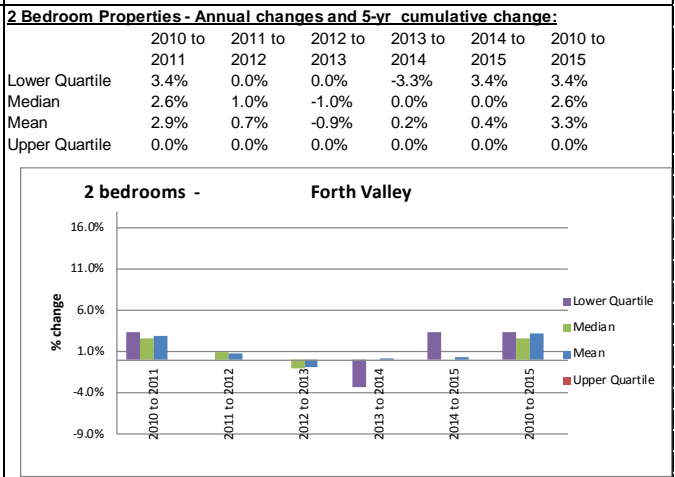 2 Bedroom Properties - Annual changes and 5-yr cumulative change:
2010 to 2011 to 2012 to 2013 to 2014 to 2010 to
2011 2012 2013 2014 2015 2015
Lower Quartile 3.4% 0.0% 0.0% -3.3% 3.4% 3.4%
Median 2.6% 1.0% -1.0% 0.0% 0.0% 2.6%
Mean 2.9% 0.7% -0.9% 0.2% 0.4% 3.3%
Upper Quartile 0.0% 0.0% 0.0% 0.0% 0.0% 0.0%
2 bedrooms - Forth Valley
16.0%
11.0%
6.0%
1.0%
-4.0%
-9.0%
% change
2010 to 2011
2011 to 2012
2012 to 2013
2013 to 2014
2014 to 2015
2010 to 2015
Lower Quartile
Median
Mean
Upper Quartile